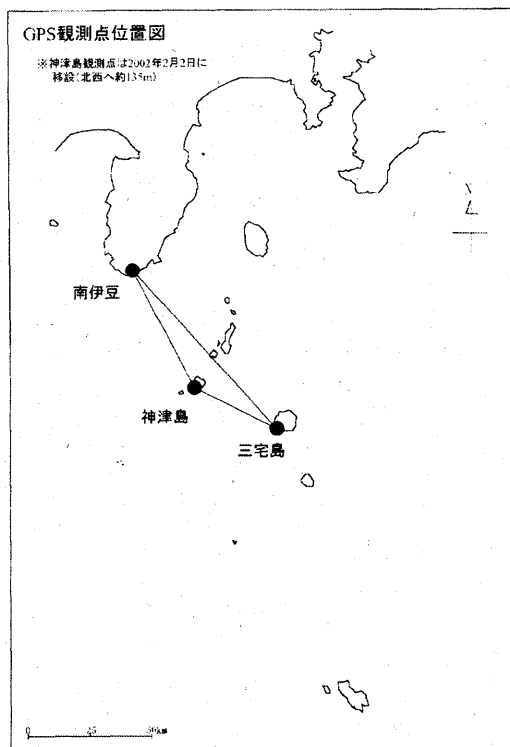 GPS観測点位置図
※神津島観測点は2002年2月2日に
移設(北西へ約135m)
南伊豆
神津島
三宅島
0 25 50km